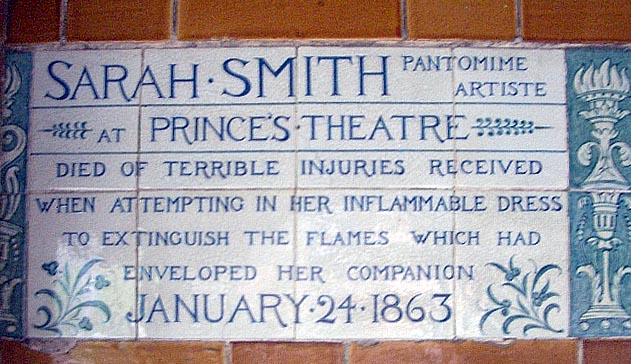 SARAH·SMITH PANTOMIME ARTISTE
AT PRINCE'S·THEATRE
DIED OF TERRIBLE INJURIES RECEIVED
WHEN ATTEMPTING IN HER INFLAMMABLE DRESS
TO EXTINGUISH THE FLAMES WHICH HAD
ENVELOPED HER COMPANION
JANUARY·24·1863